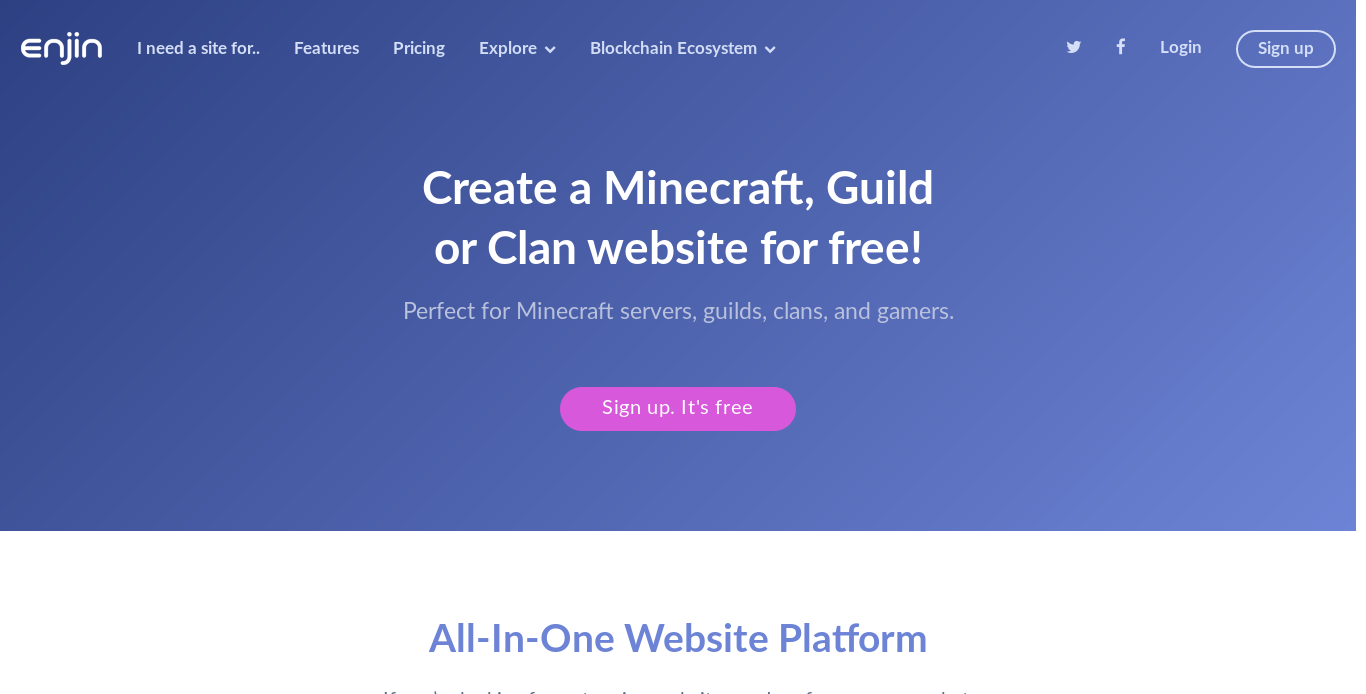 enjin
I need a site for..
Features
Pricing
Explore
Blockchain Ecosystem
Login
Sign up
Create a Minecraft, Guild
or Clan website for free!
Perfect for Minecraft servers, guilds, clans, and gamers.
Sign up. It's free
All-In-One Website Platform